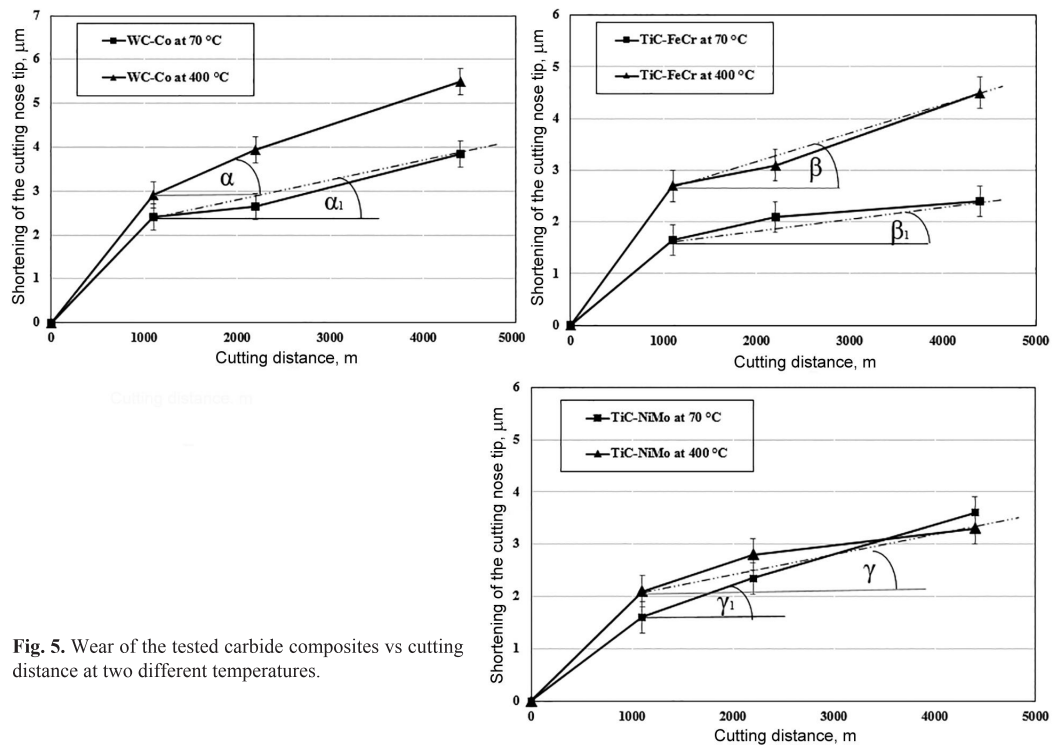 Shortening of the cutting nose tip, μm
7
6
5
4
3
2
1
0
WC-Co at 70 °C
WC-Co at 400 °C
α
α1
0 1000 2000 3000 4000 5000
Cutting distance, m
Shortening of the cutting nose tip, μm
6
5
4
3
2
1
0
TiC-FeCr at 70 °C
TiC-FeCr at 400 °C
β
β1
0 1000 2000 3000 4000 5000
Cutting distance, m
Cutting distance, m
Shortening of the cutting nose tip, μm
6
5
4
3
2
1
0
TiC-NiMo at 70 °C
TiC-NiMo at 400 °C
γ
γ1
0 1000 2000 3000 4000 5000
Cutting distance, m
Fig. 5. Wear of the tested carbide composites vs cutting
distance at two different temperatures.